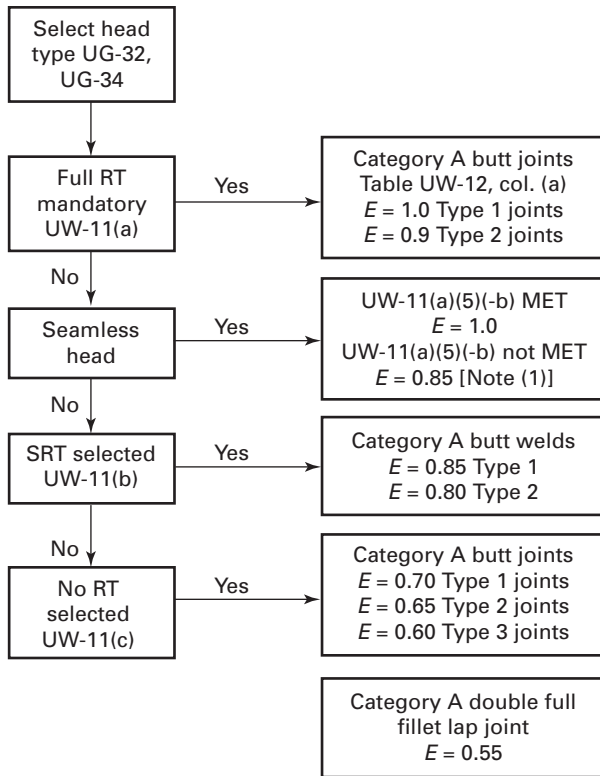 Select head
type UG-32,
UG-34
Full RT
mandatory
UW-11(a)
Yes
Category A butt joints
Table UW-12, col. (a)
E = 1.0 Type 1 joints
E = 0.9 Type 2 joints
No
Seamless
head
Yes
UW-11(a)(5)(-b) MET
E = 1.0
UW-11(a)(5)(-b) not MET
E = 0.85 [Note (1)]
No
SRT selected
UW-11(b)
Yes
Category A butt welds
E = 0.85 Type 1
E = 0.80 Type 2
No
No RT
selected
UW-11(c)
Yes
Category A butt joints
E = 0.70 Type 1 joints
E = 0.65 Type 2 joints
E = 0.60 Type 3 joints
Category A double full
fillet lap joint
E = 0.55